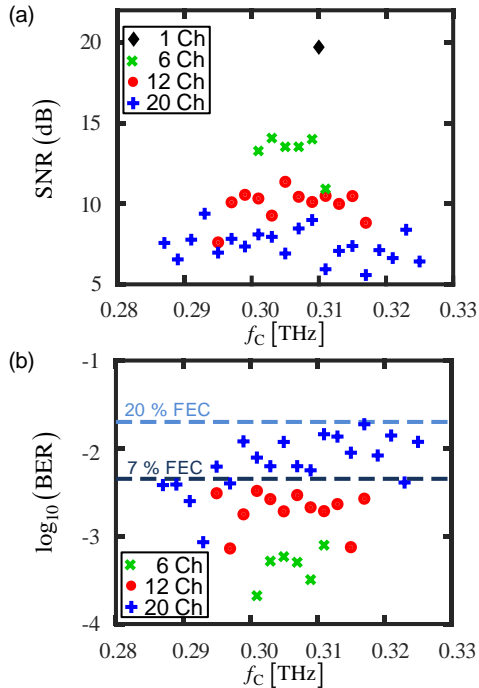 (a)
20
15
10
5
SNR (dB)
1 Ch
6 Ch
12 Ch
20 Ch
0.28 0.29 0.30 0.31 0.32 0.33
f_C [THz]
(b)
-1
-2
-3
-4
log₁₀(BER)
20 % FEC
7 % FEC
6 Ch
12 Ch
20 Ch
0.28 0.29 0.30 0.31 0.32 0.33
f_C [THz]